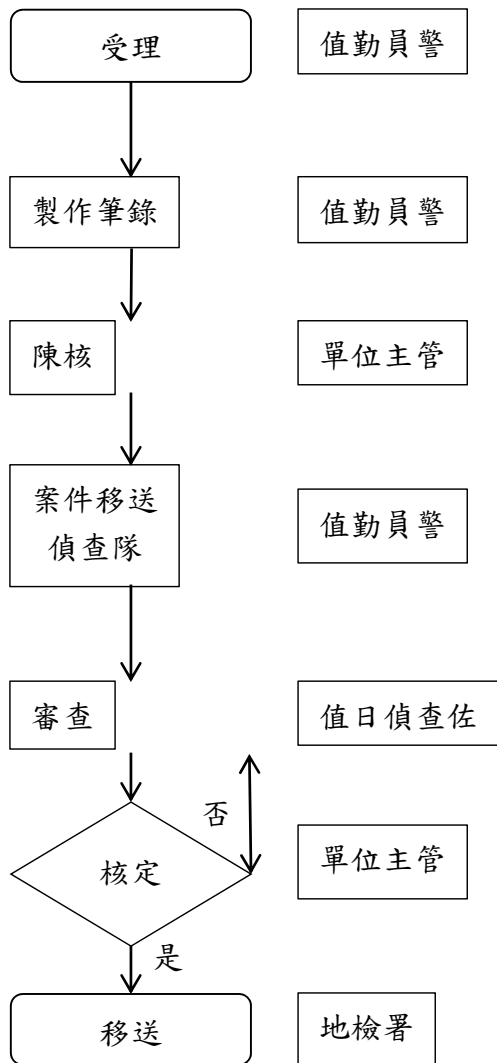 受理
值勤員警
製作筆錄
值勤員警
陳核
單位主管
案件移送
偵查隊
值勤員警
審查
值日偵查佐
否
核定
單位主管
是
移送
地檢署